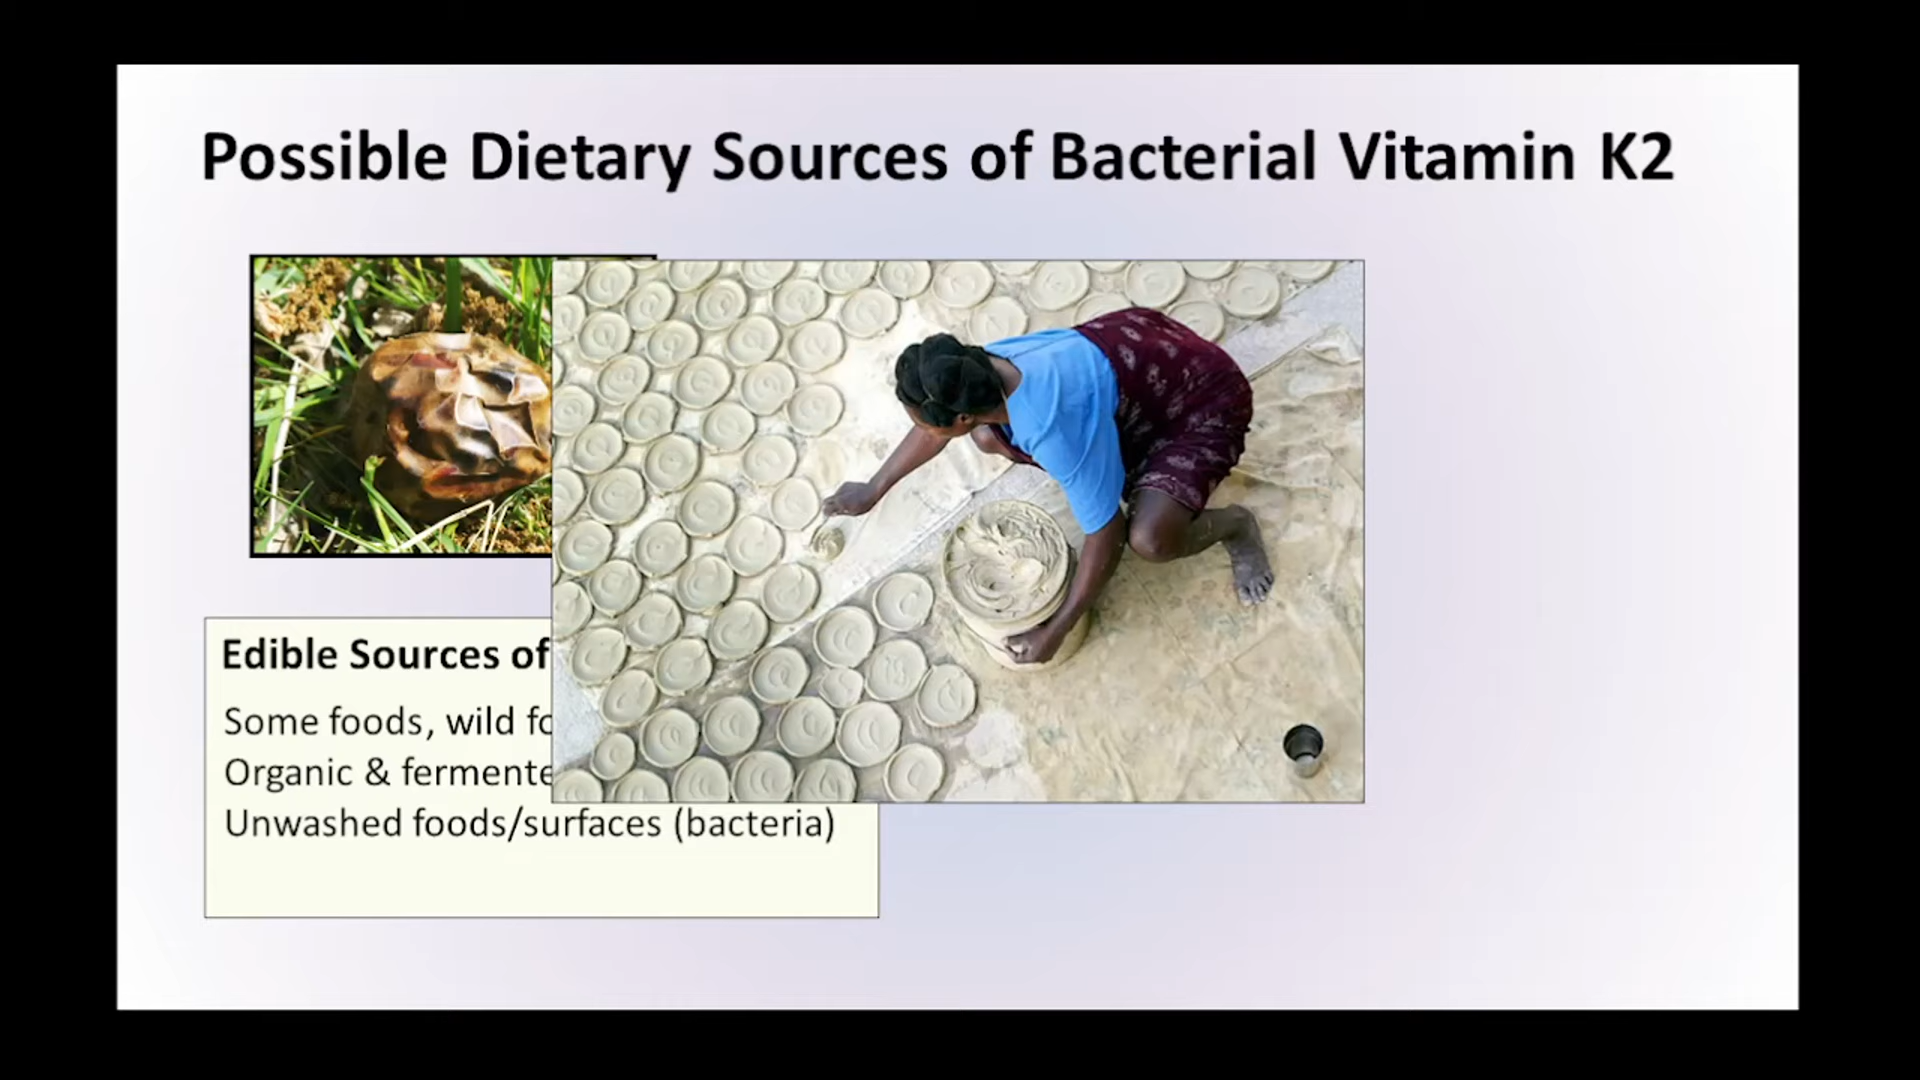 Possible Dietary Sources of Bacterial Vitamin K2
Edible Sources of
Some foods, wild
Organic & fermente
Unwashed foods/surfaces (bacteria)